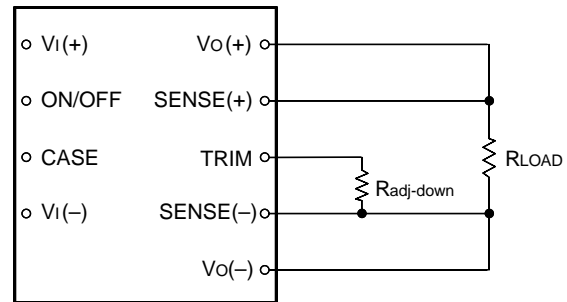 VI(+)
VO(+)
ON/OFF
SENSE(+)
CASE
TRIM
RLOAD
Radj-down
VI(–)
SENSE(–)
VO(–)